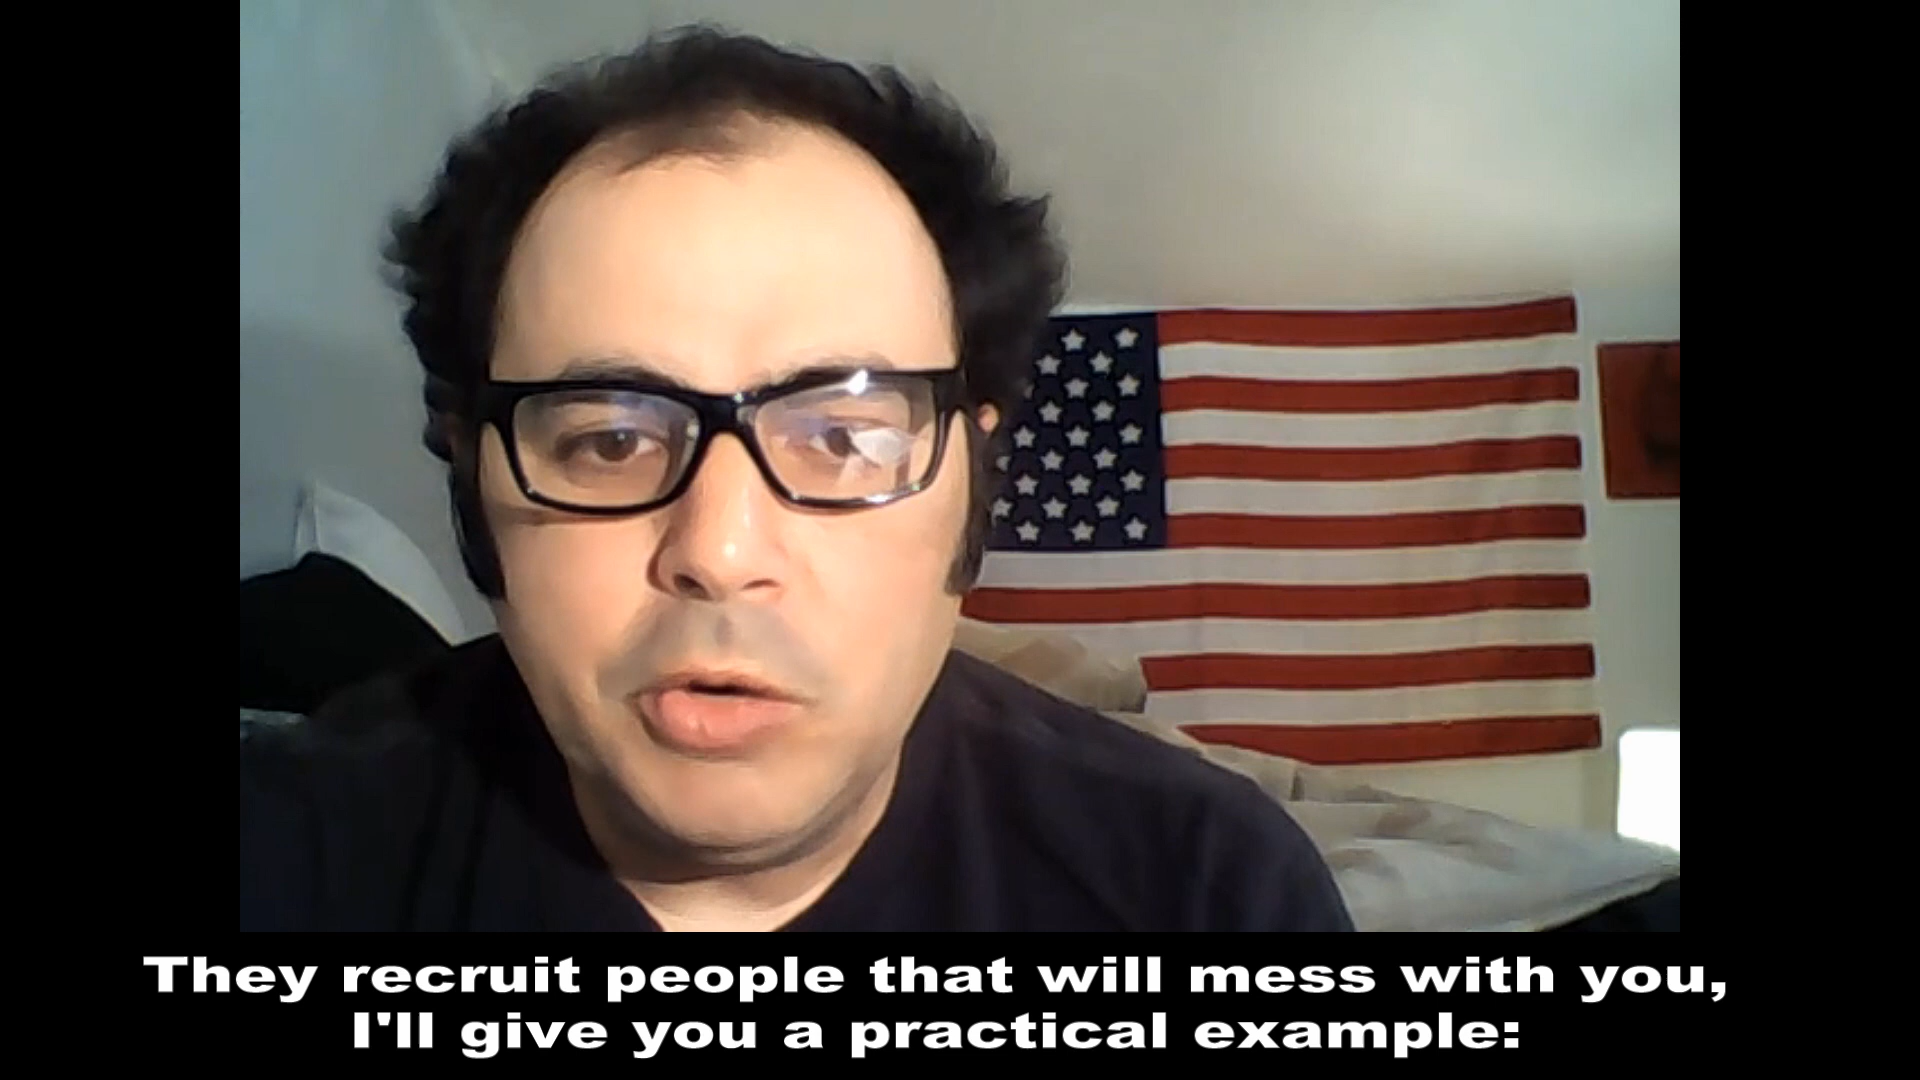 They recruit people that will mess with you,
I'll give you a practical example: